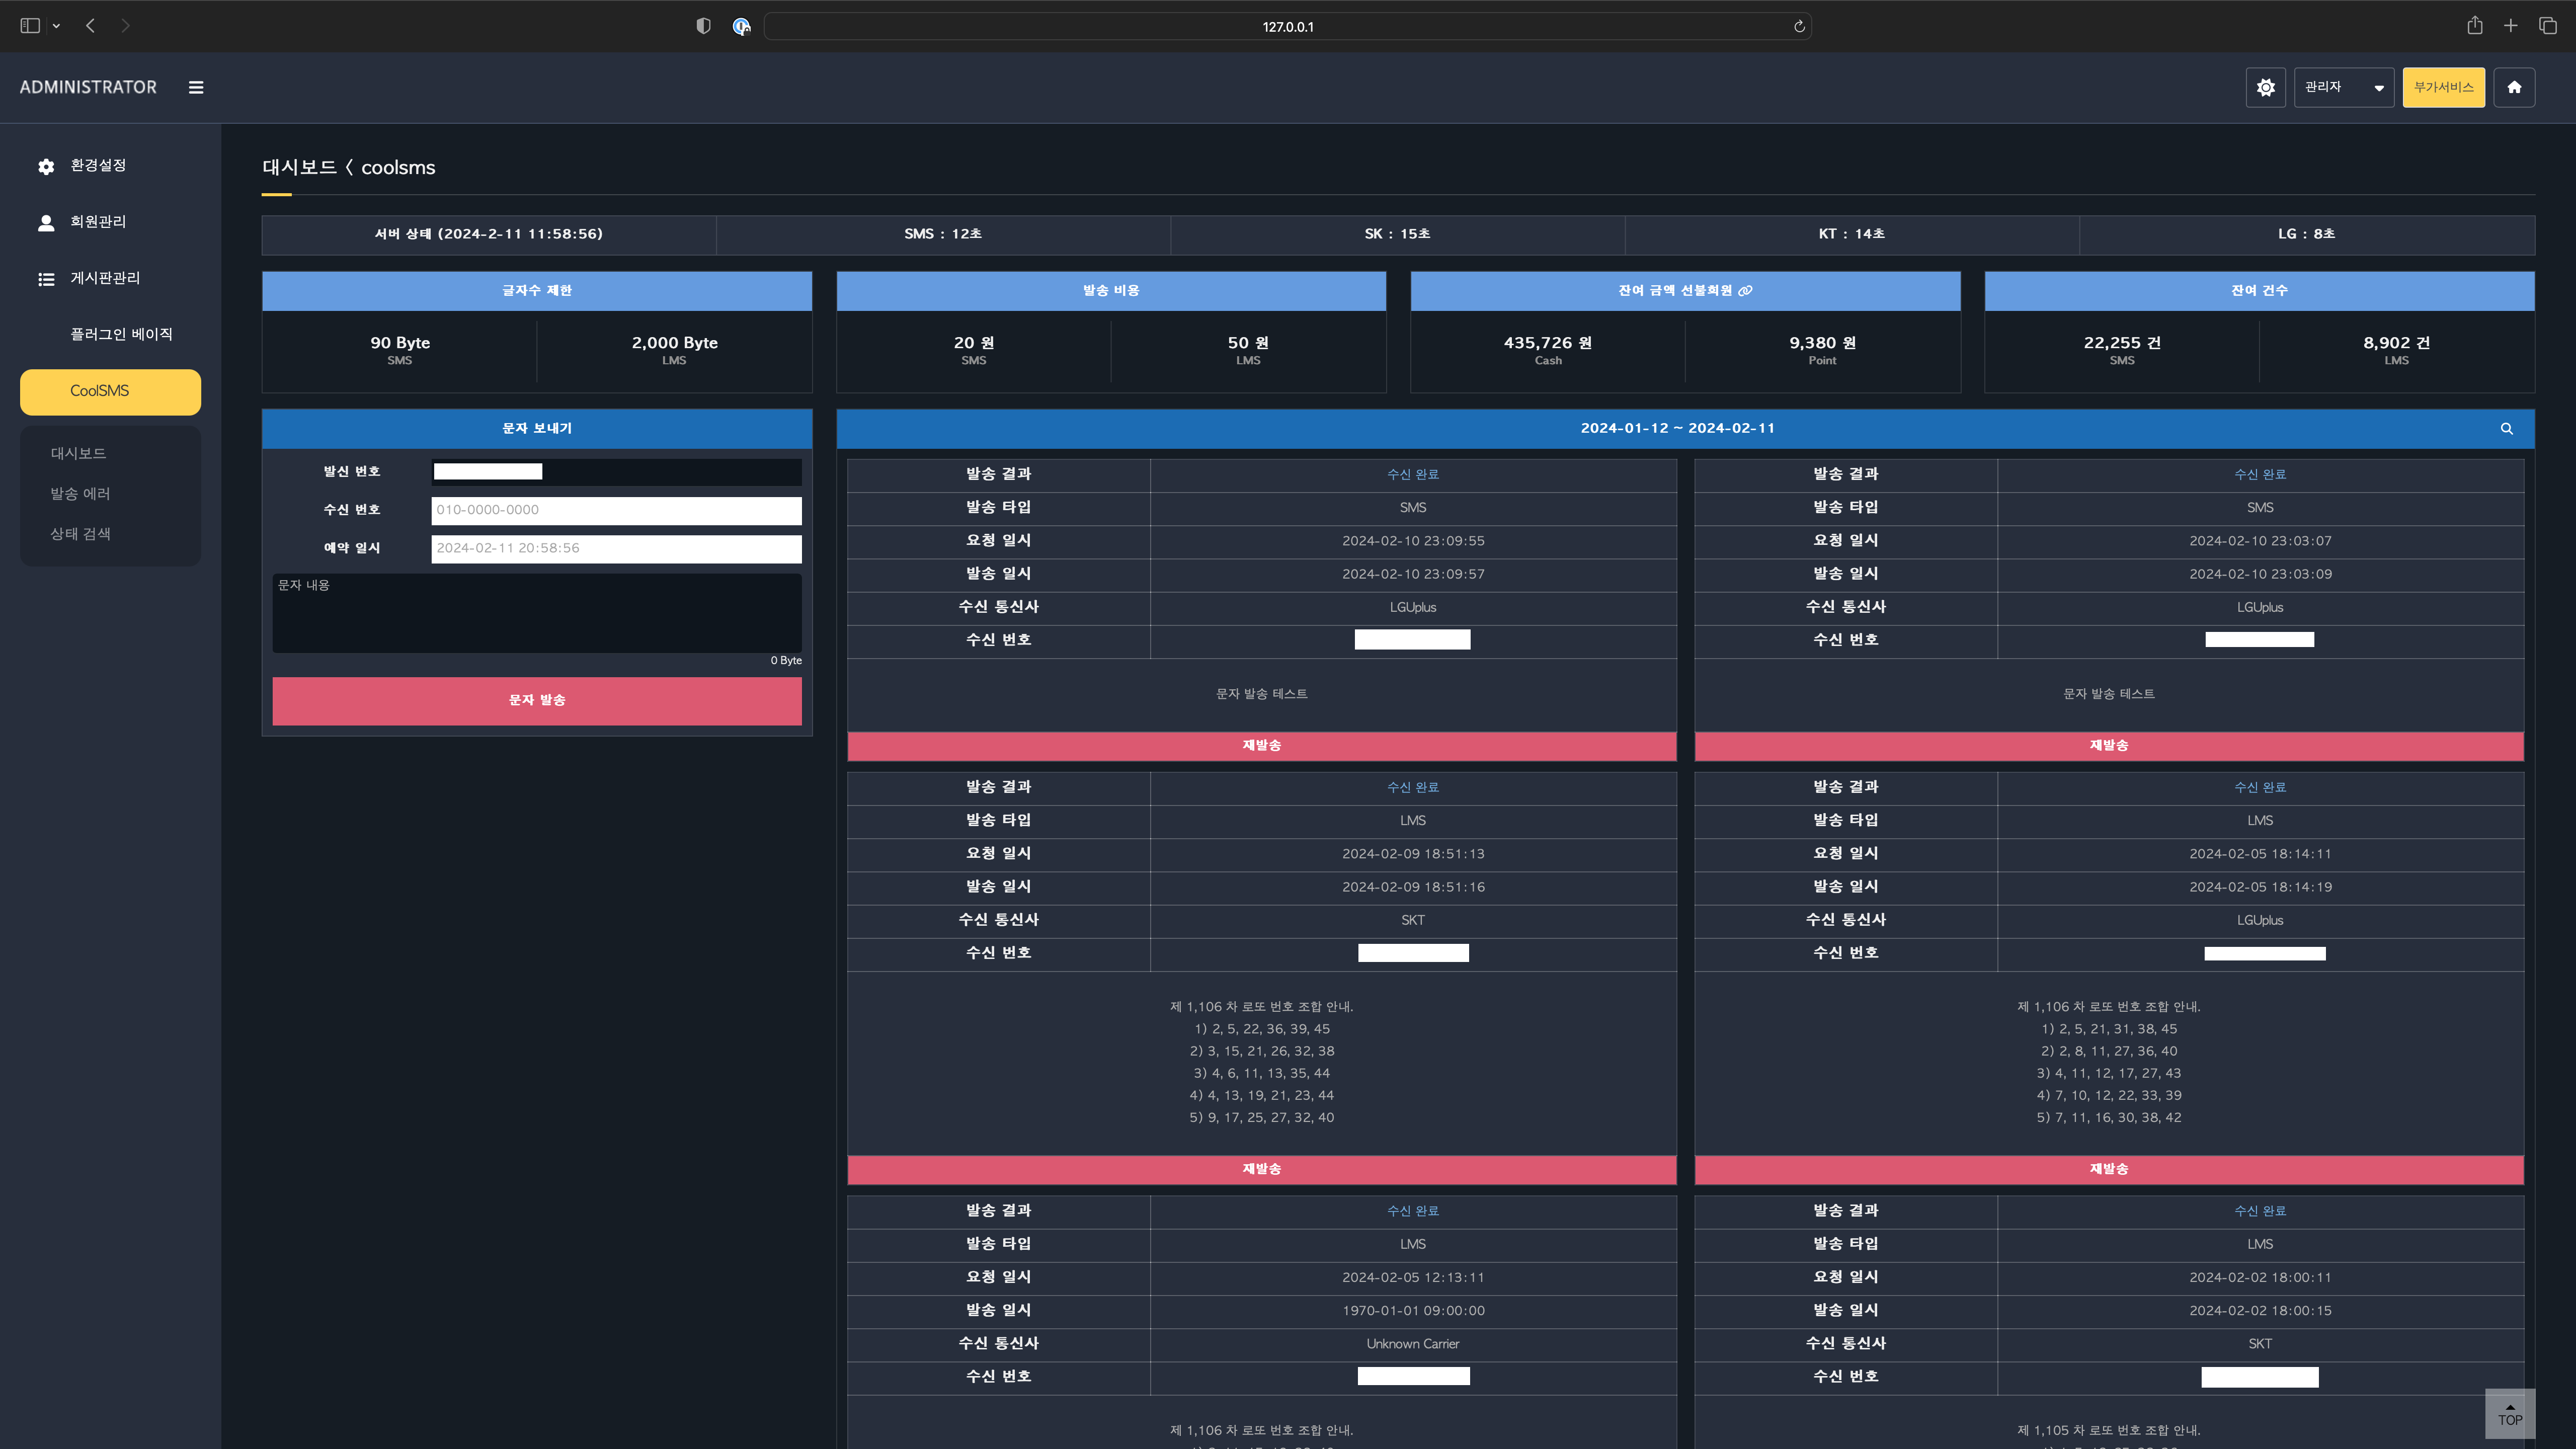 127.0.0.1
ADMINISTRATOR
관리자
부가서비스
환경설정
회원관리
게시판관리
플러그인 베이직
CoolSMS
대시보드
발송 에러
상태 검색
대시보드 < coolsms
서버 상태 (2024-2-11 11:58:56)
SMS : 12초
SK : 15초
KT : 14초
LG : 8초
글자수 제한
90 Byte
SMS
2,000 Byte
LMS
발송 비용
20 원
SMS
50 원
LMS
잔여 금액 선불회원
435,726 원
Cash
9,380 원
Point
잔여 건수
22,255 건
SMS
8,902 건
LMS
문자 보내기
발신 번호
수신 번호 010-0000-0000
예약 일시 2024-02-11 20:58:56
문자 내용
0 Byte
문자 발송
2024-01-12 ~ 2024-02-11
발송 결과 수신 완료
발송 타입 SMS
요청 일시 2024-02-10 23:09:55
발송 일시 2024-02-10 23:09:57
수신 통신사 LGUplus
수신 번호
문자 발송 테스트
재발송
발송 결과 수신 완료
발송 타입 SMS
요청 일시 2024-02-10 23:03:07
발송 일시 2024-02-10 23:03:09
수신 통신사 LGUplus
수신 번호
문자 발송 테스트
재발송
발송 결과 수신 완료
발송 타입 LMS
요청 일시 2024-02-09 18:51:13
발송 일시 2024-02-09 18:51:16
수신 통신사 SKT
수신 번호
제 1,106 차 로또 번호 조합 안내.
1) 2, 5, 22, 36, 39, 45
2) 3, 15, 21, 26, 32, 38
3) 4, 6, 11, 13, 35, 44
4) 4, 13, 19, 21, 23, 44
5) 9, 17, 25, 27, 32, 40
재발송
발송 결과 수신 완료
발송 타입 LMS
요청 일시 2024-02-05 18:14:11
발송 일시 2024-02-05 18:14:19
수신 통신사 LGUplus
수신 번호
제 1,106 차 로또 번호 조합 안내.
1) 2, 5, 21, 31, 38, 45
2) 2, 8, 11, 27, 36, 40
3) 4, 11, 12, 17, 27, 43
4) 7, 10, 12, 22, 33, 39
5) 7, 11, 16, 30, 38, 42
재발송
발송 결과 수신 완료
발송 타입 LMS
요청 일시 2024-02-05 12:13:11
발송 일시 1970-01-01 09:00:00
수신 통신사 Unknown Carrier
수신 번호
제 1,106 차 로또 번호 조합 안내.
발송 결과 수신 완료
발송 타입 LMS
요청 일시 2024-02-02 18:00:11
발송 일시 2024-02-02 18:00:15
수신 통신사 SKT
수신 번호
제 1,105 차 로또 번호 조합 안내.
TOP